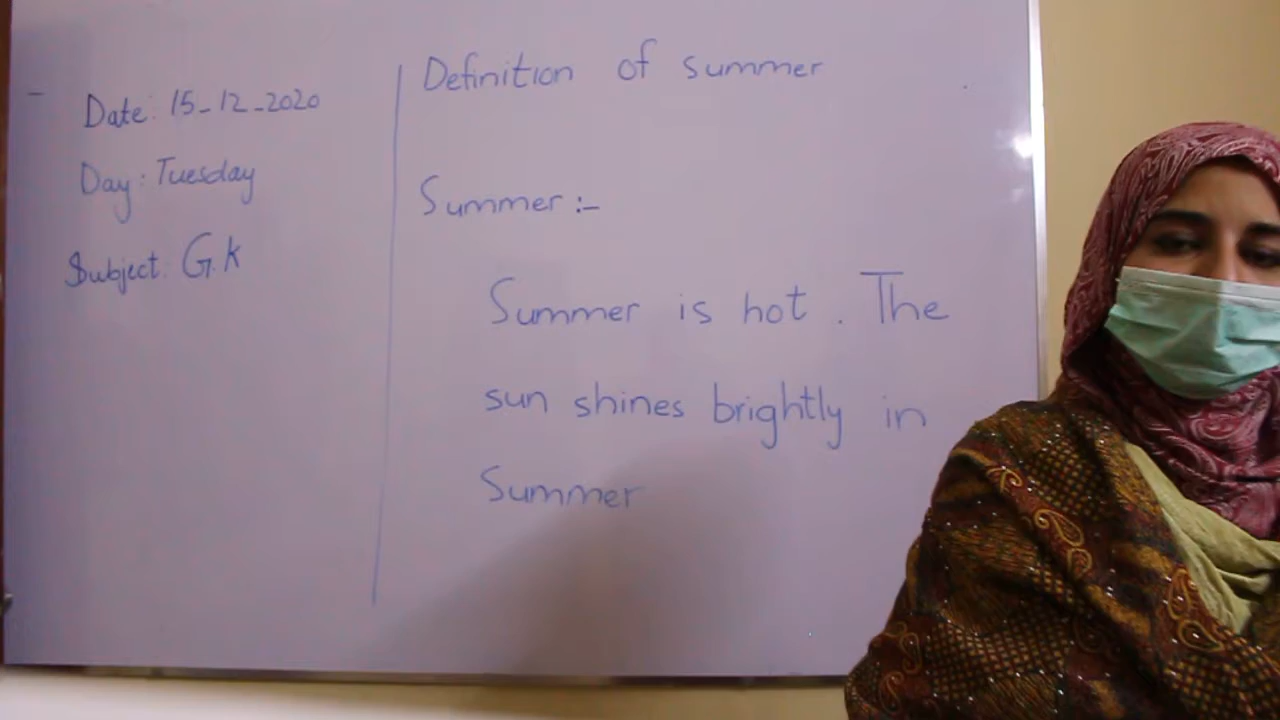 Date: 15-12-2020
Day: Tuesday
Subject: G.K
Definition of summer
Summer :-
Summer is hot. The
sun shines brightly in
Summer